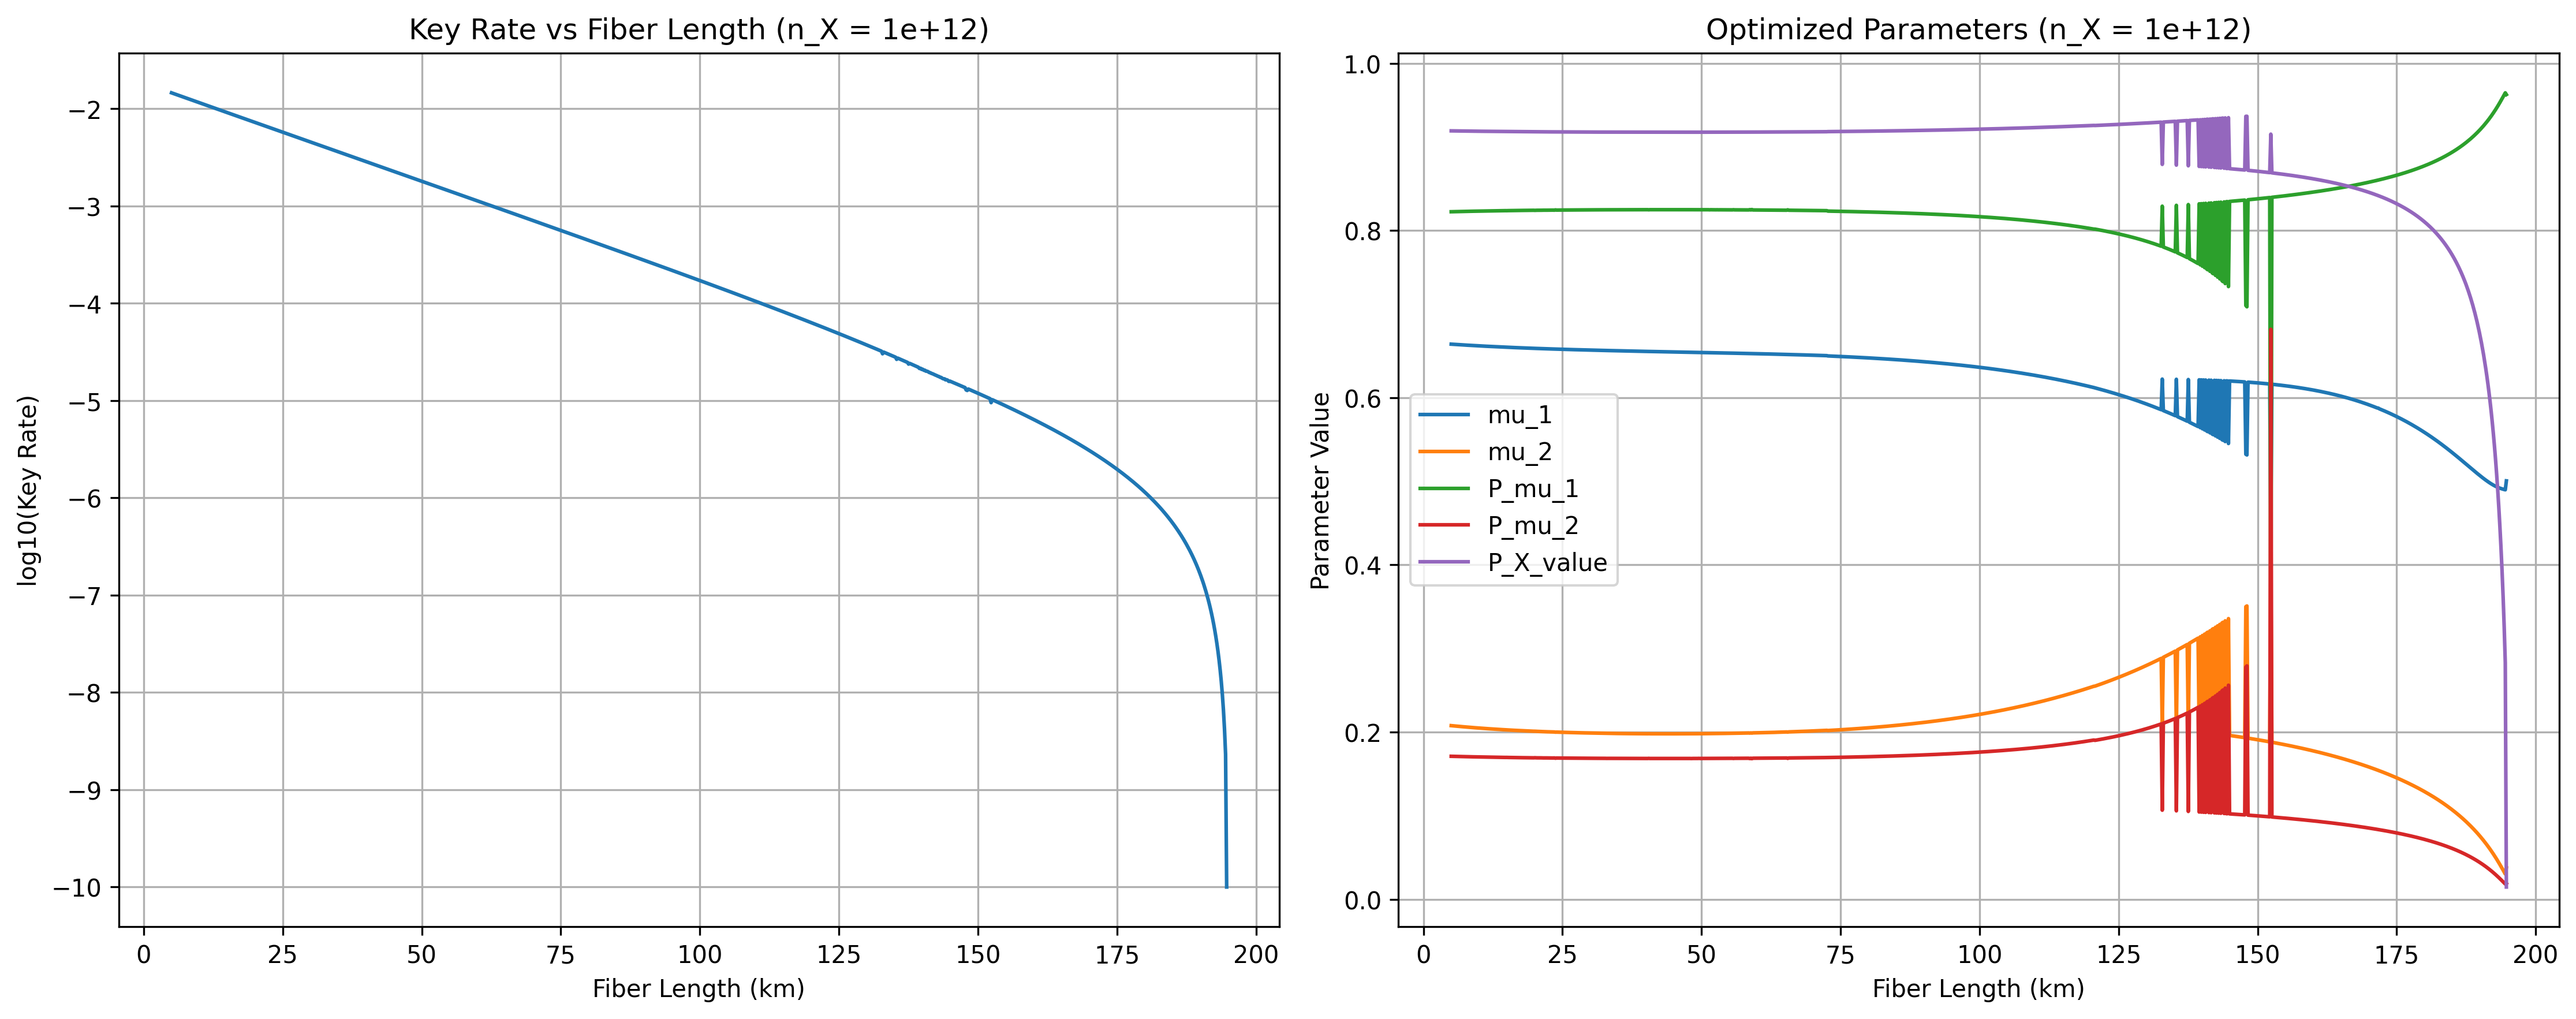 Key Rate vs Fiber Length (n_X = 1e+12)
log10(Key Rate)
−2
−3
−4
−5
−6
−7
−8
−9
−10
0 25 50 75 100 125 150 175 200
Fiber Length (km)
Optimized Parameters (n_X = 1e+12)
Parameter Value
1.0
0.8
0.6
0.4
0.2
0.0
mu_1
mu_2
P_mu_1
P_mu_2
P_X_value
0 25 50 75 100 125 150 175 200
Fiber Length (km)